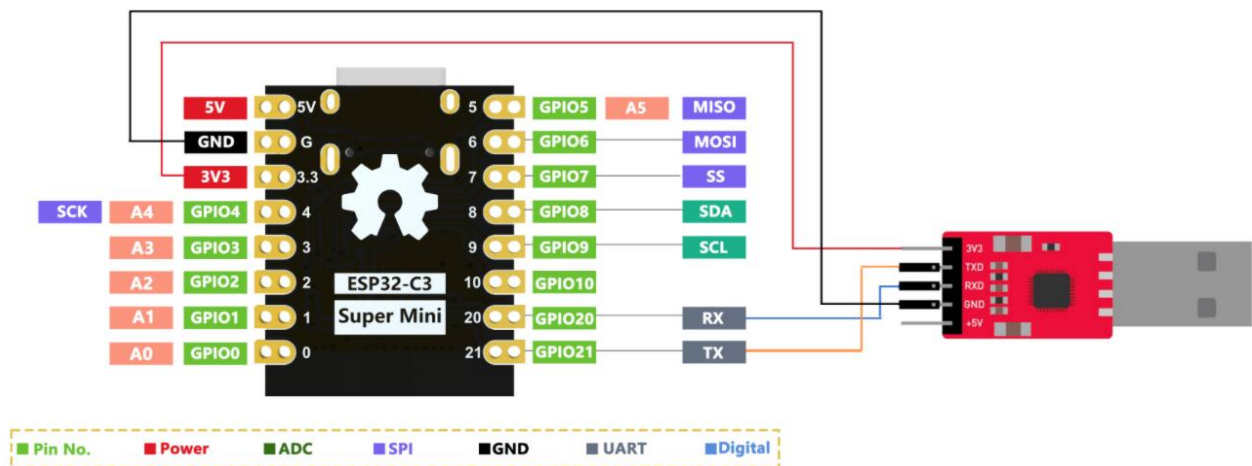 5V 5V 5 GPIO5 A5 MISO
GND G 6 GPIO6 MOSI
3V3 3.3 7 GPIO7 SS
SCK A4 GPIO4 4 8 GPIO8 SDA
A3 GPIO3 3 9 GPIO9 SCL
A2 GPIO2 2 ESP32-C3 10 GPIO10
A1 GPIO1 1 Super Mini 20 GPIO20 RX
A0 GPIO0 0 21 GPIO21 TX
3V3
TXD
RXD
GND
+5V
Pin No. Power ADC SPI GND UART Digital